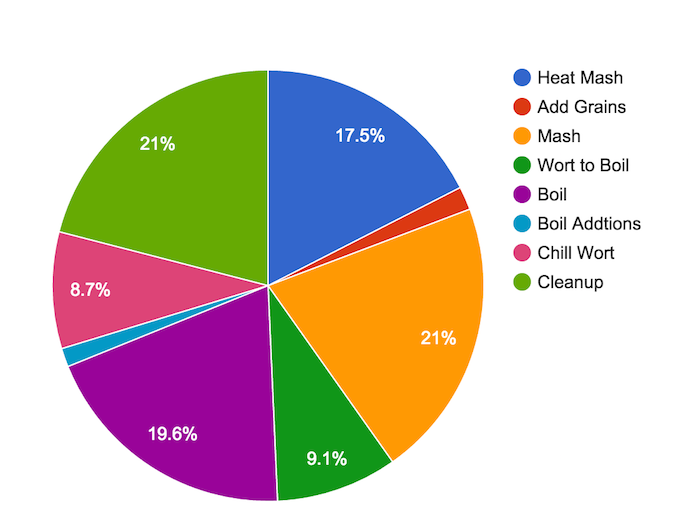 Heat Mash
Add Grains
Mash
Wort to Boil
Boil
Boil Addtions
Chill Wort
Cleanup
17.5%
21%
9.1%
19.6%
8.7%
21%